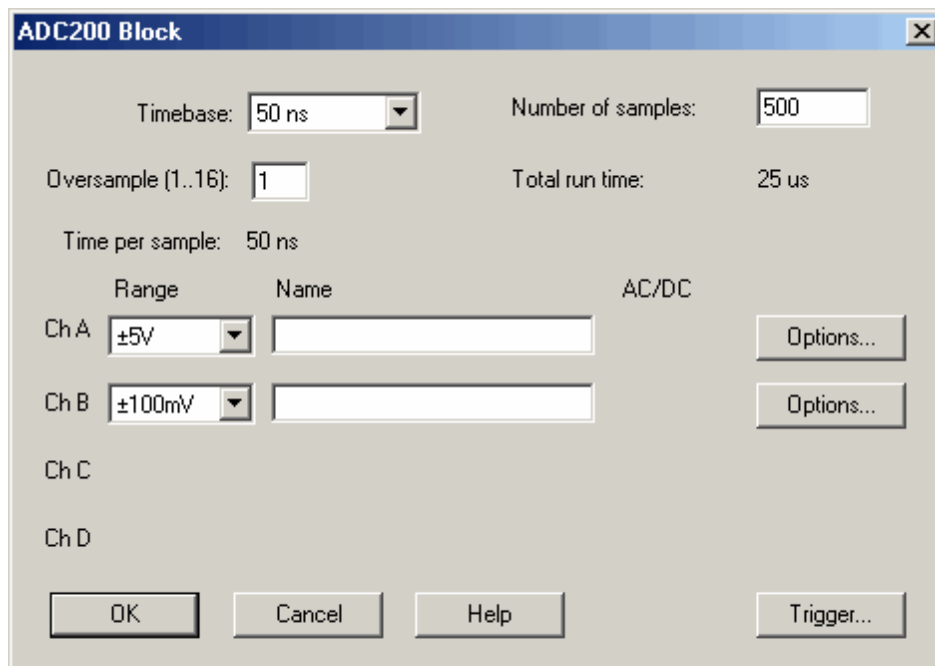 ADC200 Block
Timebase: 50 ns Number of samples: 500
Oversample (1..16): 1 Total run time: 25 us
Time per sample: 50 ns
Range Name AC/DC
Ch A ±5V Options...
Ch B ±100mV Options...
Ch C
Ch D
OK Cancel Help Trigger...